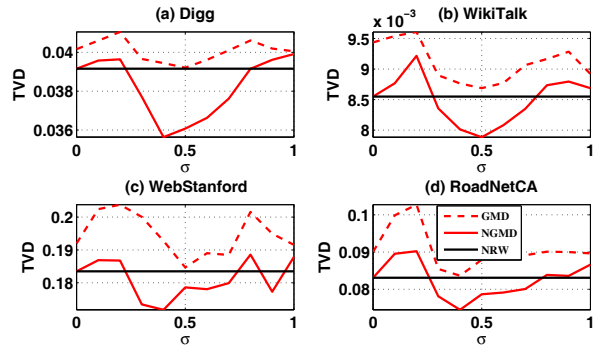 (a) Digg
0.04
0.036
TVD
0
0.5
1
σ
(b) WikiTalk
x 10⁻³
9.5
9
8.5
8
TVD
0
0.5
1
σ
(c) WebStanford
0.2
0.19
0.18
TVD
0
0.5
1
σ
(d) RoadNetCA
0.1
0.09
0.08
TVD
GMD
NGMD
NRW
0
0.5
1
σ